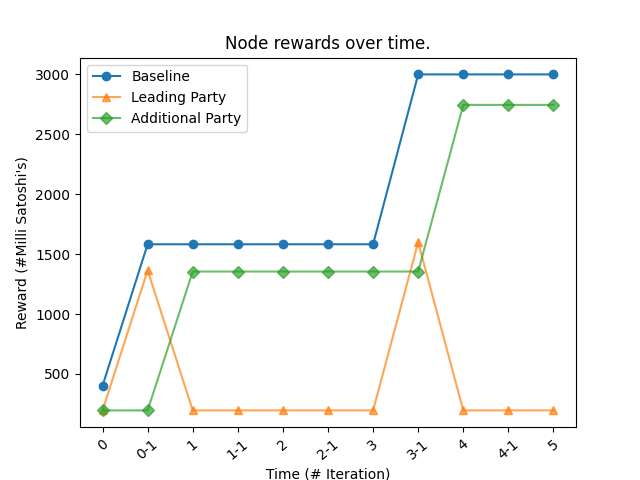 Node rewards over time.
Baseline
Leading Party
Additional Party
Reward (#Milli Satoshi's)
3000
2500
2000
1500
1000
500
0 0-1 1 1-1 2 2-1 3 3-1 4 4-1 5
Time (# Iteration)